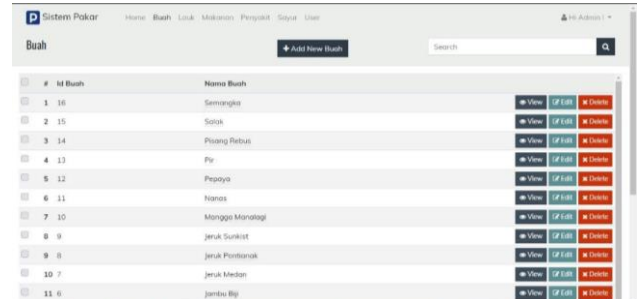 Sistem Pakar Home Buah Lauk Makanan Penyakit Sayur User Hi Admin !
Buah + Add New Buah Search
# Id Buah Nama Buah
1 16 Semangka View Edit Delete
2 15 Salak View Edit Delete
3 14 Pisang Rebus View Edit Delete
4 13 Pir View Edit Delete
5 12 Pepaya View Edit Delete
6 11 Nanas View Edit Delete
7 10 Mangga Manalagi View Edit Delete
8 9 Jeruk Sunkist View Edit Delete
9 8 Jeruk Pontianak View Edit Delete
10 7 Jeruk Medan View Edit Delete
11 6 Jambu Biji View Edit Delete